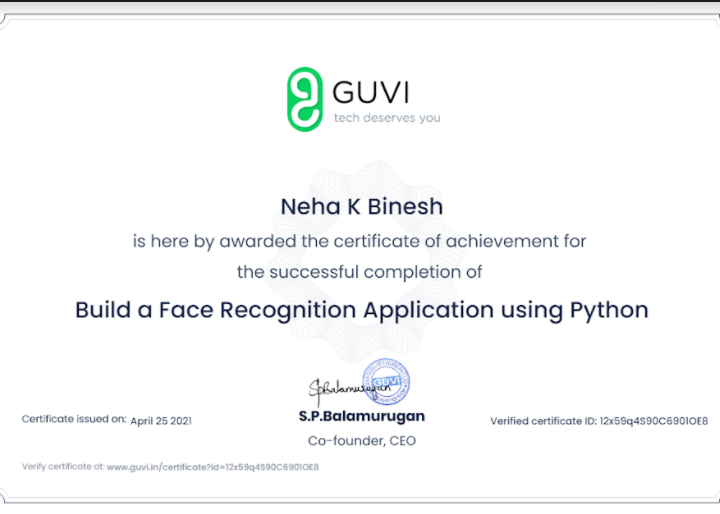 GUVI
tech deserves you
Neha K Binesh
is here by awarded the certificate of achievement for
the successful completion of
Build a Face Recognition Application using Python
SpBalamurugan
GUVI
S.P.Balamurugan
Co-founder, CEO
Certificate issued on: April 25 2021
Verified certificate ID: 12x59q4S90C6901OE8
Verify certificate at: www.guvi.in/certificate?id=12x59q4S90C6901OE8